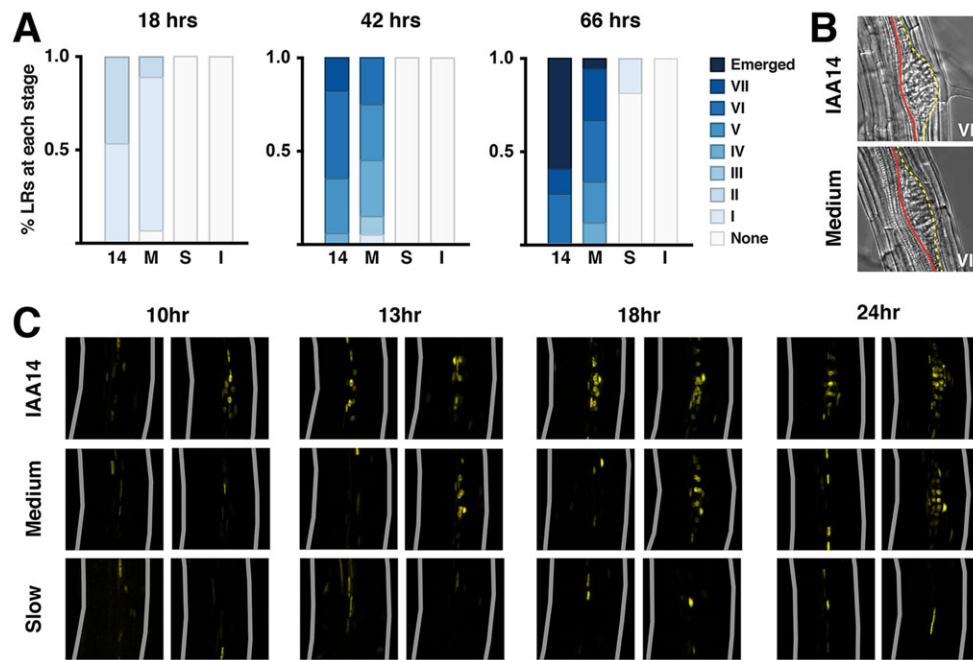 A
18 hrs
42 hrs
66 hrs
% LRs at each stage
1.0
0.5
14 M S I
1.0
0.5
14 M S I
1.0
0.5
14 M S I
Emerged
VII
VI
V
IV
III
II
I
None
B
IAA14
VI
Medium
VI
C
10hr
13hr
18hr
24hr
IAA14
Medium
Slow